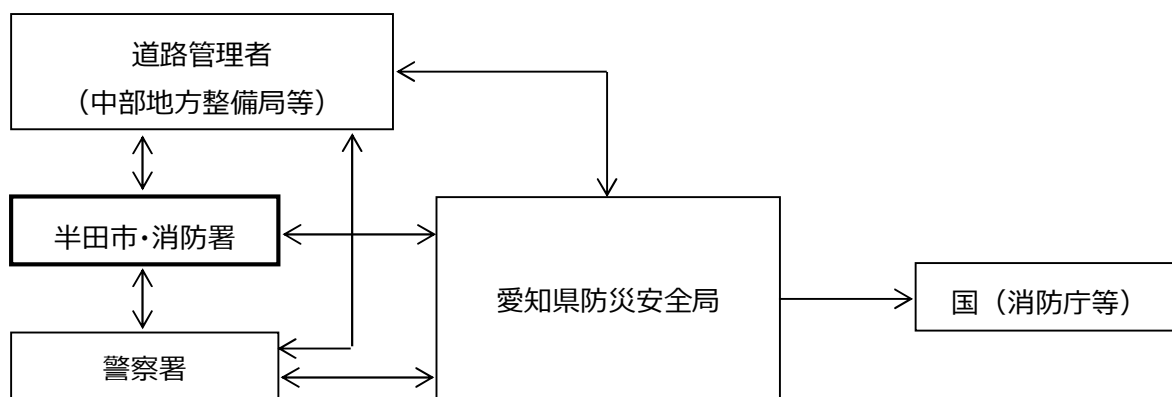 道路管理者
（中部地方整備局等）
半田市・消防署
愛知県防災安全局
国（消防庁等）
警察署